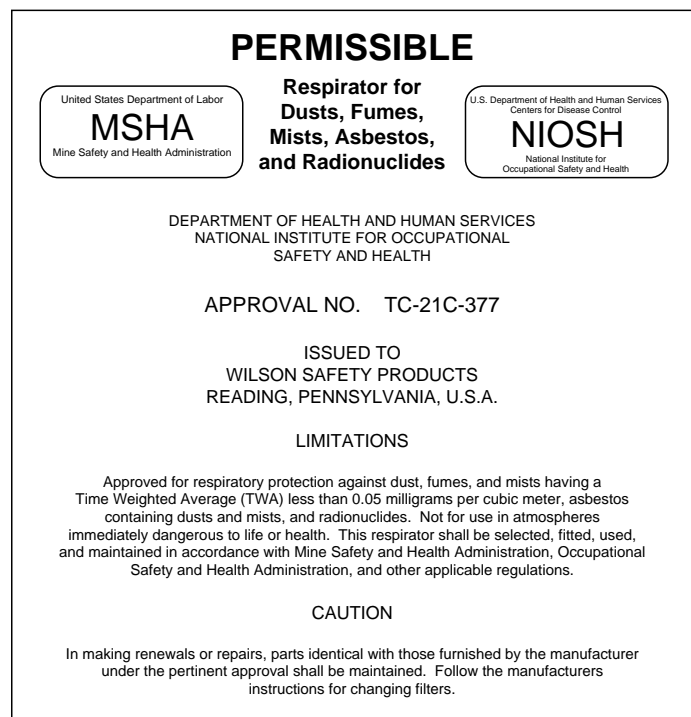 PERMISSIBLE
United States Department of Labor
MSHA
Mine Safety and Health Administration
Respirator for
Dusts, Fumes,
Mists, Asbestos,
and Radionuclides
U.S. Department of Health and Human Services
Centers for Disease Control
NIOSH
National Institute for
Occupational Safety and Health
DEPARTMENT OF HEALTH AND HUMAN SERVICES
NATIONAL INSTITUTE FOR OCCUPATIONAL
SAFETY AND HEALTH
APPROVAL NO. TC-21C-377
ISSUED TO
WILSON SAFETY PRODUCTS
READING, PENNSYLVANIA, U.S.A.
LIMITATIONS
Approved for respiratory protection against dust, fumes, and mists having a
Time Weighted Average (TWA) less than 0.05 milligrams per cubic meter, asbestos
containing dusts and mists, and radionuclides. Not for use in atmospheres
immediately dangerous to life or health. This respirator shall be selected, fitted, used,
and maintained in accordance with Mine Safety and Health Administration, Occupational
Safety and Health Administration, and other applicable regulations.
CAUTION
In making renewals or repairs, parts identical with those furnished by the manufacturer
under the pertinent approval shall be maintained. Follow the manufacturers
instructions for changing filters.